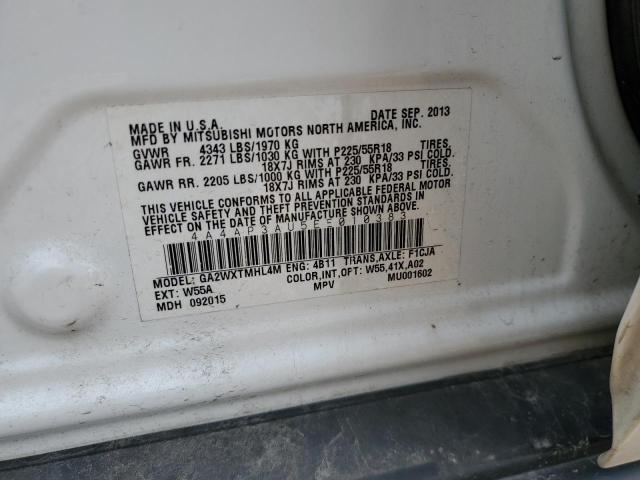 MADE IN U.S.A. DATE SEP. 2013
MFD BY MITSUBISHI MOTORS NORTH AMERICA, INC.
GVWR 4343 LBS/1970 KG
GAWR FR. 2271 LBS/1030 KG WITH P225/55R18 TIRES,
18X7J RIMS AT 230 KPA/33 PSI COLD.
GAWR RR. 2205 LBS/1000 KG WITH P225/55R18 TIRES,
18X7J RIMS AT 230 KPA/33 PSI COLD.
THIS VEHICLE CONFORMS TO ALL APPLICABLE FEDERAL MOTOR
VEHICLE SAFETY AND THEFT PREVENTION STANDARDS IN
EFFECT ON THE DATE OF MANUFACTURE SHOWN ABOVE.
4A4AP3AU5EE010383
MODEL: GA2WXTMHL4M ENG: 4B11 TRANS,AXLE: F1CJA
EXT: W55A COLOR,INT,OPT: W55,41X,A02
MDH 092015 MPV MU001602